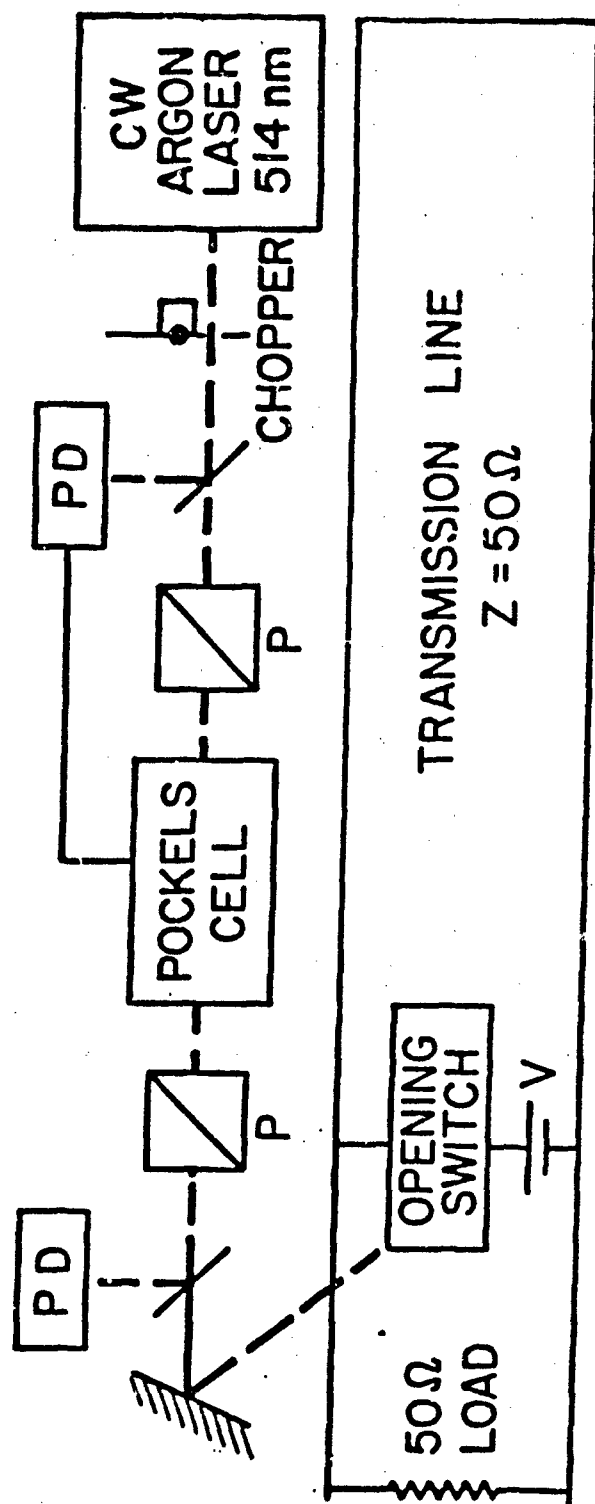 PD
PD
P
POCKELS
CELL
P
CHOPPER
CW
ARGON
LASER
514 nm
50Ω
LOAD
OPENING
SWITCH
V
TRANSMISSION LINE
Z = 50Ω